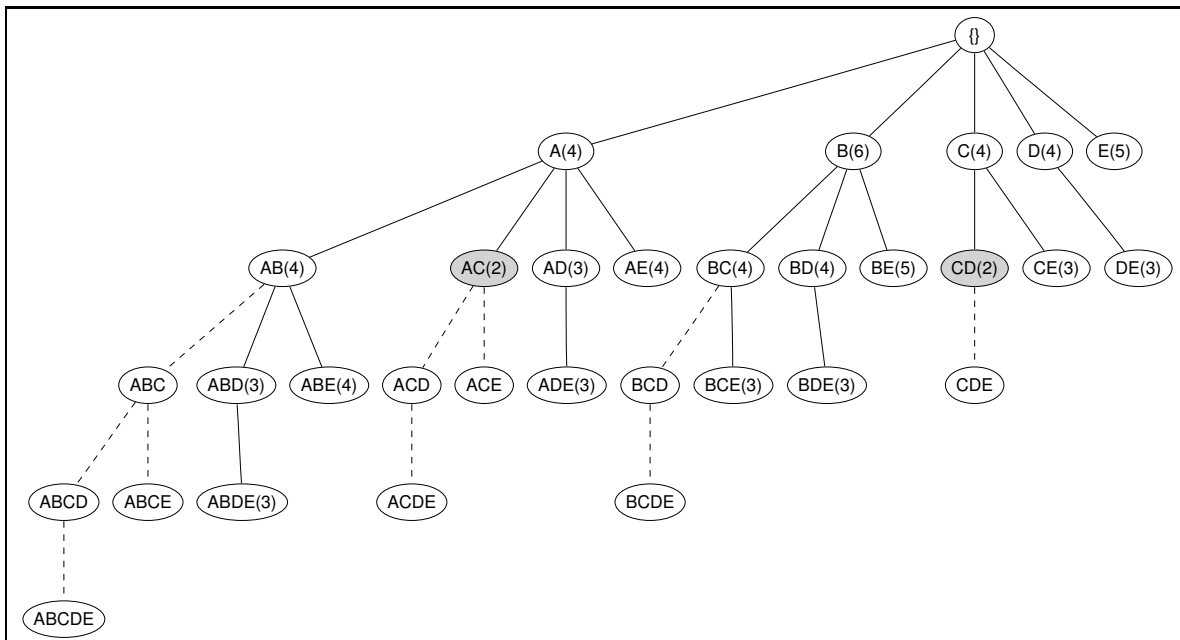 {}
A(4) B(6) C(4) D(4) E(5)
AB(4) AC(2) AD(3) AE(4) BC(4) BD(4) BE(5) CD(2) CE(3) DE(3)
ABC ABD(3) ABE(4) ACD ACE ADE(3) BCD BCE(3) BDE(3) CDE
ABCD ABCE ABDE(3) ACDE BCDE
ABCDE